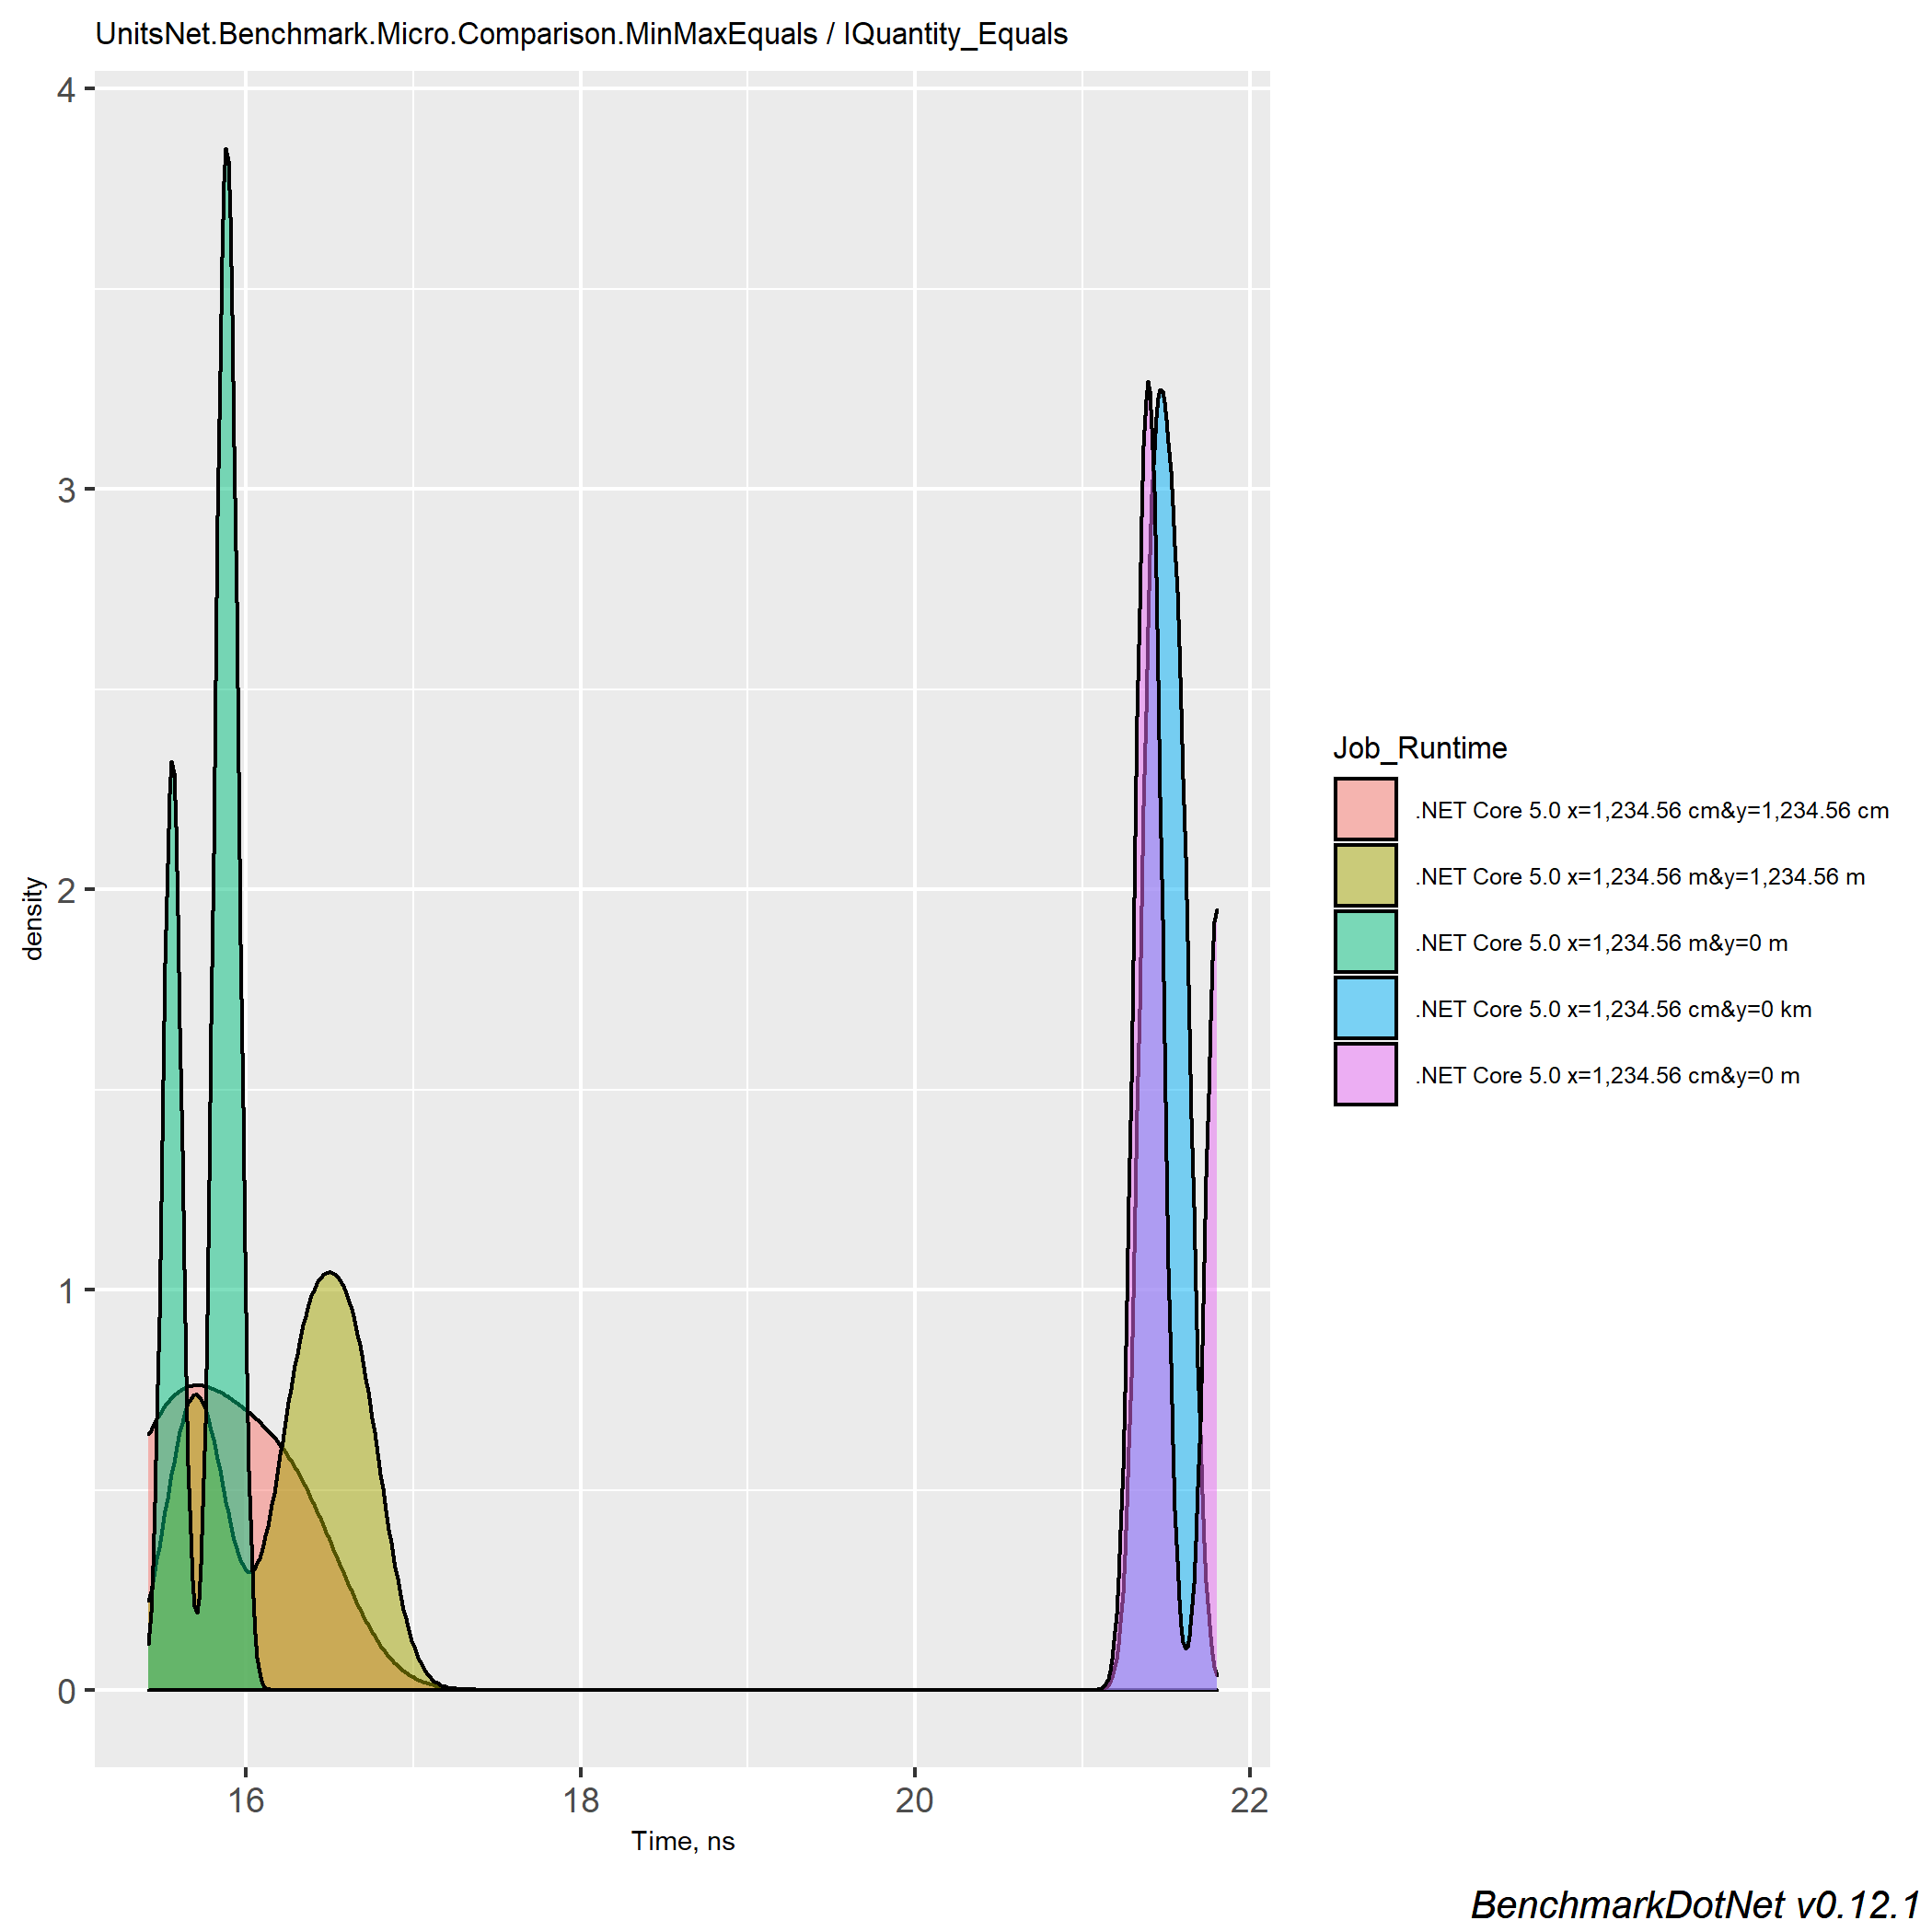 UnitsNet.Benchmark.Micro.Comparison.MinMaxEquals / IQuantity_Equals
4
3
2
1
0
density
16 18 20 22
Time, ns
Job_Runtime
.NET Core 5.0 x=1,234.56 cm&y=1,234.56 cm
.NET Core 5.0 x=1,234.56 m&y=1,234.56 m
.NET Core 5.0 x=1,234.56 m&y=0 m
.NET Core 5.0 x=1,234.56 cm&y=0 km
.NET Core 5.0 x=1,234.56 cm&y=0 m
BenchmarkDotNet v0.12.1